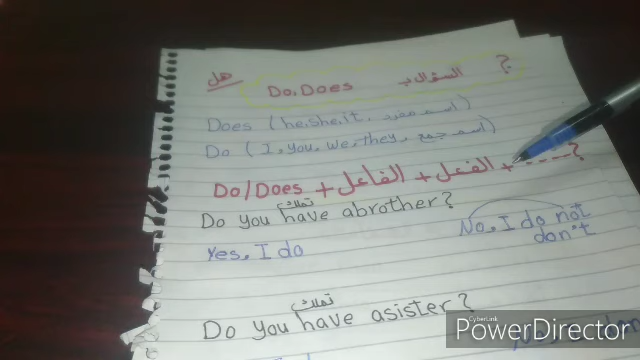 هل Do.Does السؤال بـ ?
Does (he.she.it. اسم مفرد)
Do (I.you.we.they. اسم جمع)
Do/Does + الفاعل + الفعل + ----?
تملك
Do you have abrother?
Yes, I do
No, I do not
don't
تملك
Do you have asister?
CyberLink
PowerDirector